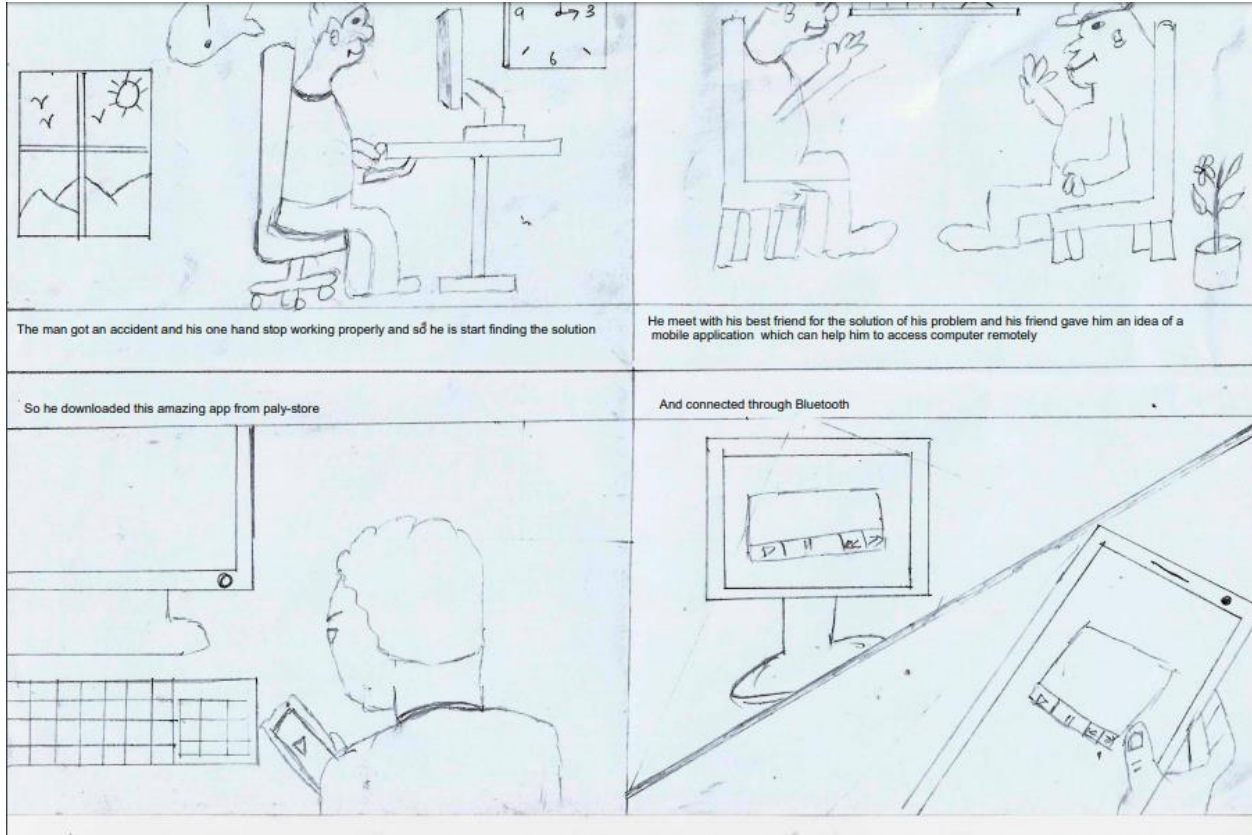 9 3
6
The man got an accident and his one hand stop working properly and so he is start finding the solution
He meet with his best friend for the solution of his problem and his friend gave him an idea of a
mobile application which can help him to access computer remotely
So he downloaded this amazing app from paly-store
And connected through Bluetooth